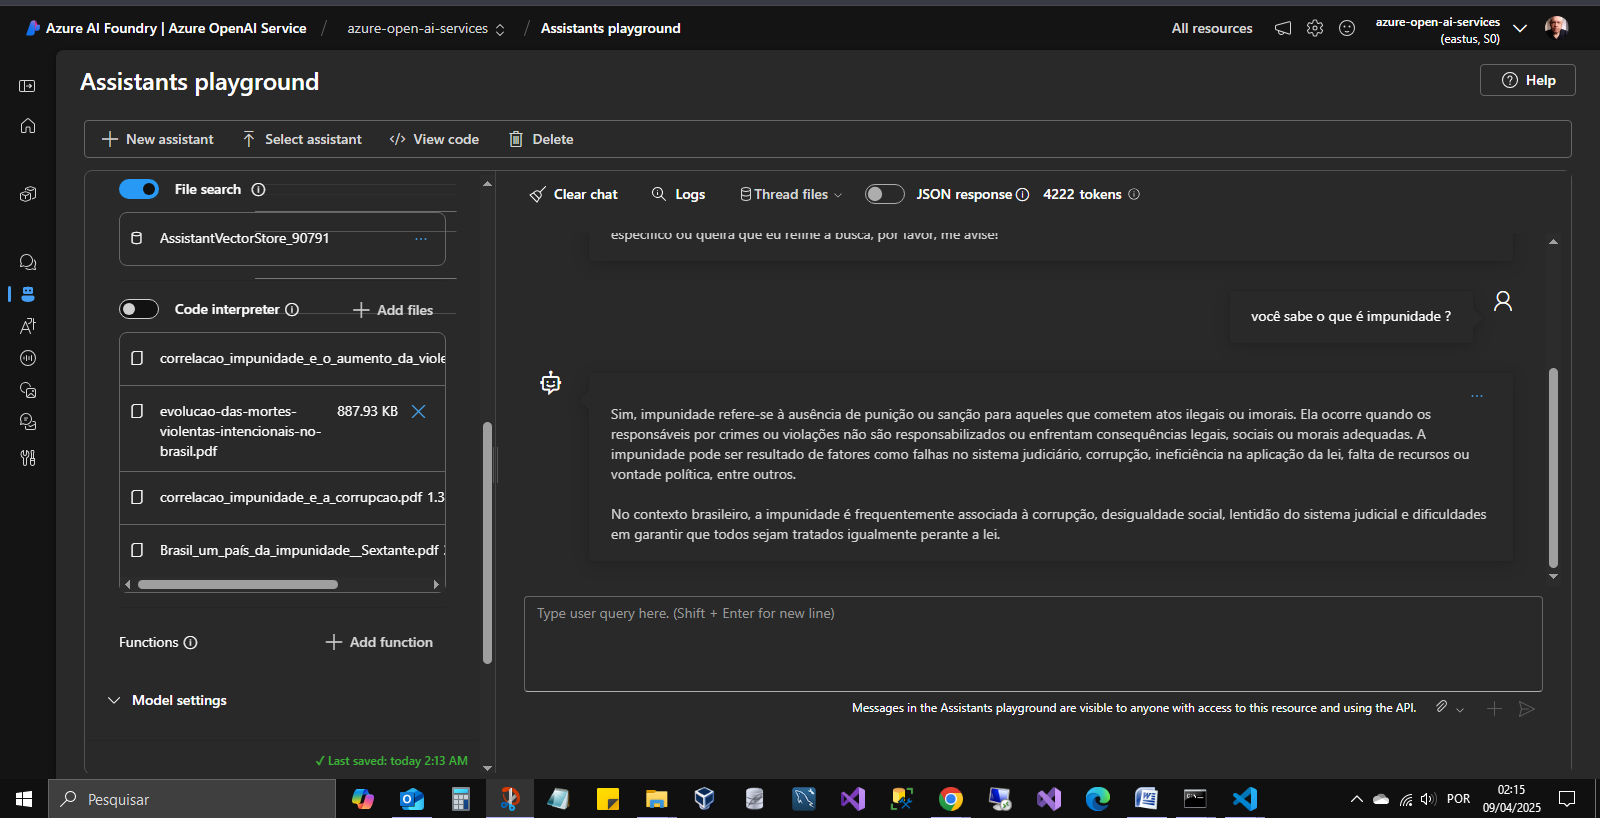 Azure AI Foundry | Azure OpenAI Service / azure-open-ai-services / Assistants playground
All resources
azure-open-ai-services
(eastus, S0)
Assistants playground
Help
New assistant
Select assistant
View code
Delete
File search
AssistantVectorStore_90791
Code interpreter
Add files
correlacao_impunidade_e_o_aumento_da_viole
evolucao-das-mortes-
violentas-intencionais-no-
brasil.pdf
887.93 KB
correlacao_impunidade_e_a_corrupcao.pdf 1.3
Brasil_um_país_da_impunidade__Sextante.pdf
Functions
Add function
Model settings
Last saved: today 2:13 AM
Clear chat
Logs
Thread files
JSON response
4222 tokens
específico ou queira que eu refine a busca, por favor, me avise!
você sabe o que é impunidade ?
Sim, impunidade refere-se à ausência de punição ou sanção para aqueles que cometem atos ilegais ou imorais. Ela ocorre quando os
responsáveis por crimes ou violações não são responsabilizados ou enfrentam consequências legais, sociais ou morais adequadas. A
impunidade pode ser resultado de fatores como falhas no sistema judiciário, corrupção, ineficiência na aplicação da lei, falta de recursos ou
vontade política, entre outros.
No contexto brasileiro, a impunidade é frequentemente associada à corrupção, desigualdade social, lentidão do sistema judicial e dificuldades
em garantir que todos sejam tratados igualmente perante a lei.
Type user query here. (Shift + Enter for new line)
Messages in the Assistants playground are visible to anyone with access to this resource and using the API.
Pesquisar
POR
02:15
09/04/2025